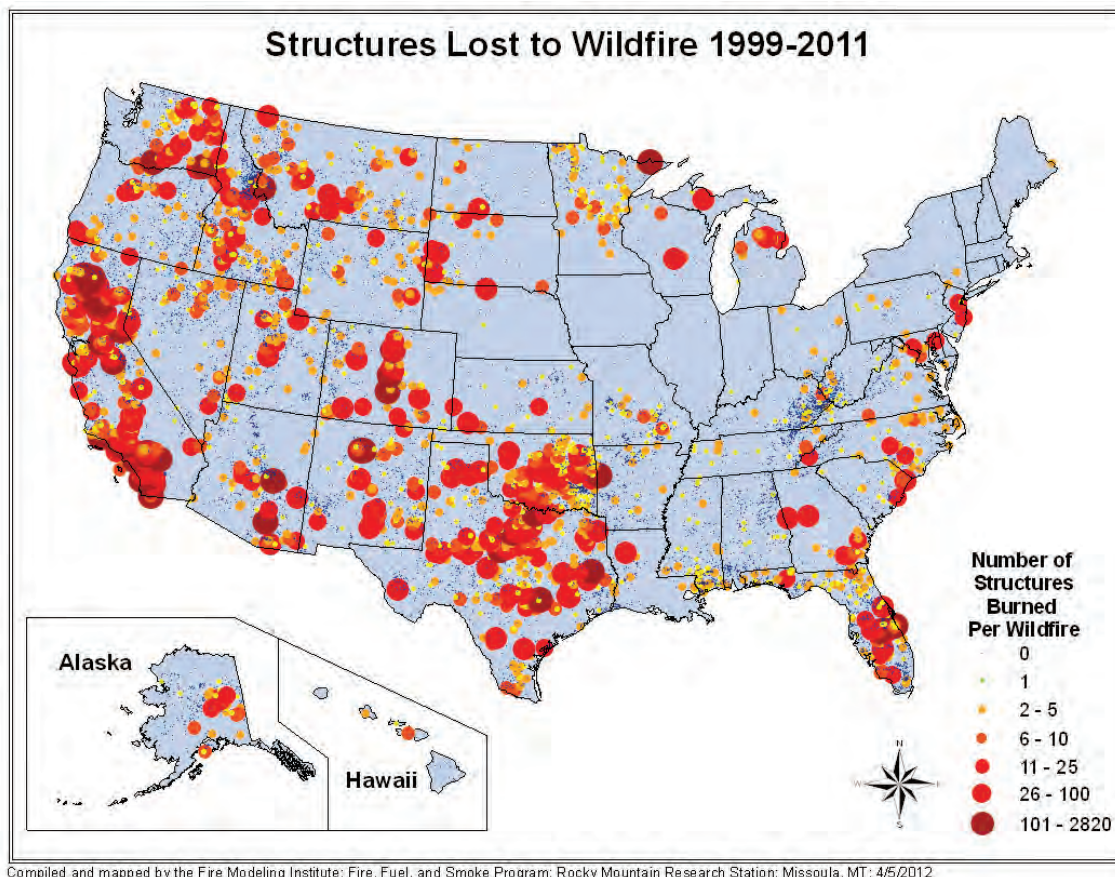 Structures Lost to Wildfire 1999-2011
Alaska
Hawaii
Number of
Structures
Burned
Per Wildfire
0
1
2 - 5
6 - 10
11 - 25
26 - 100
101 - 2820
N
W
E
S
Compiled and mapped by the Fire Modeling Institute; Fire, Fuel, and Smoke Program; Rocky Mountain Research Station; Missoula, MT; 4/5/2012